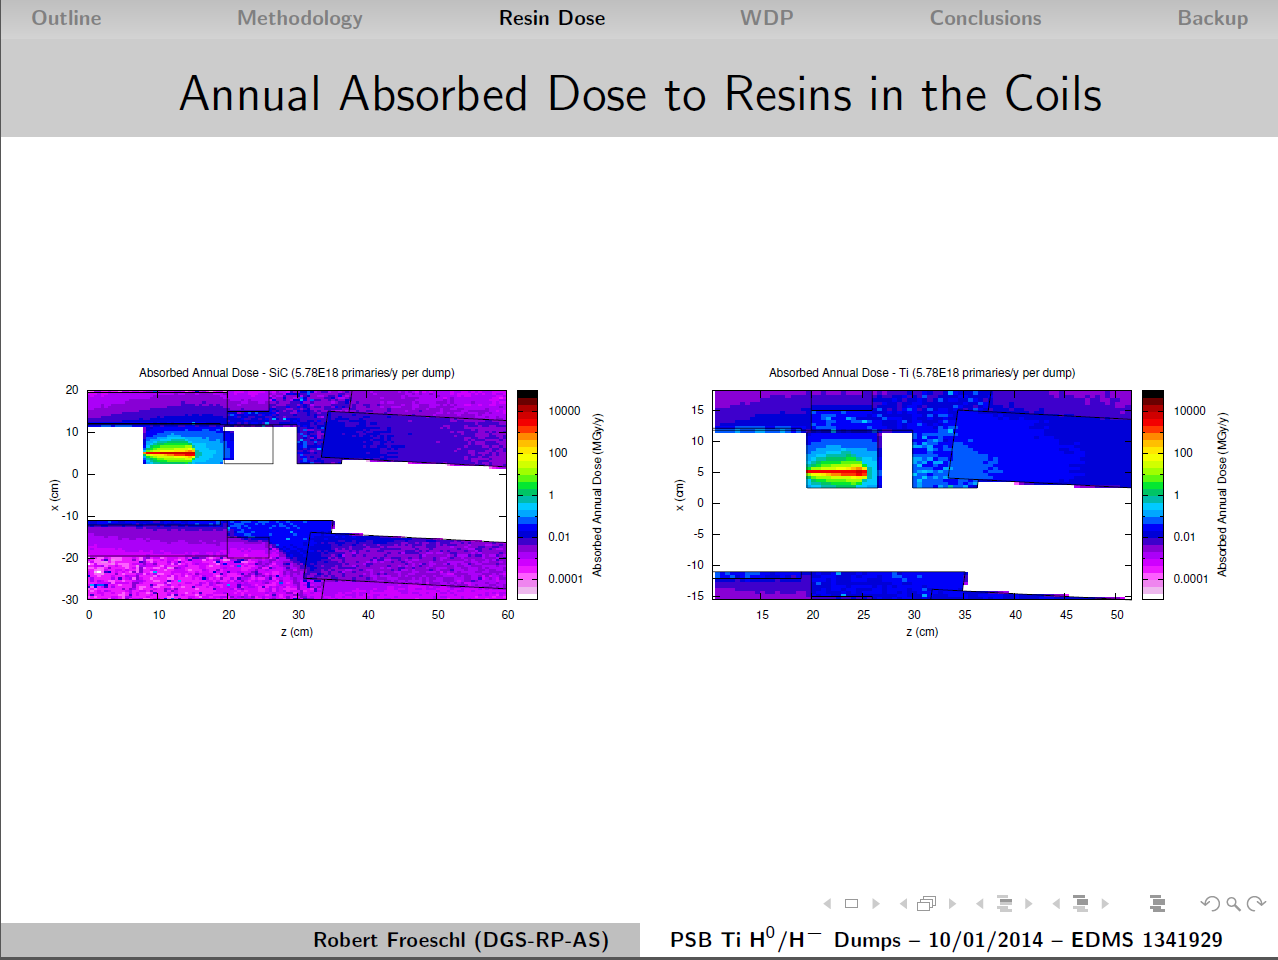 Outline Methodology Resin Dose WDP Conclusions Backup
Annual Absorbed Dose to Resins in the Coils
Absorbed Annual Dose - SiC (5.78E18 primaries/y per dump)
20
10
0
-10
-20
-30
x (cm)
0 10 20 30 40 50 60
z (cm)
10000
100
1
0.01
0.0001
Absorbed Annual Dose (MGy/y)
Absorbed Annual Dose - Ti (5.78E18 primaries/y per dump)
15
10
5
0
-5
-10
-15
x (cm)
15 20 25 30 35 40 45 50
z (cm)
10000
100
1
0.01
0.0001
Absorbed Annual Dose (MGy/y)
Robert Froeschl (DGS-RP-AS) PSB Ti H⁰/H⁻ Dumps – 10/01/2014 – EDMS 1341929